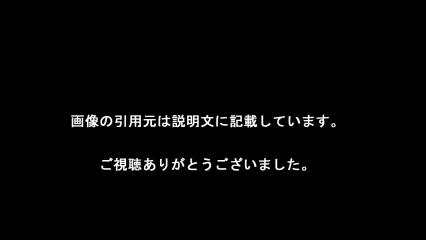 画像の引用元は説明文に記載しています。
ご視聴ありがとうございました。